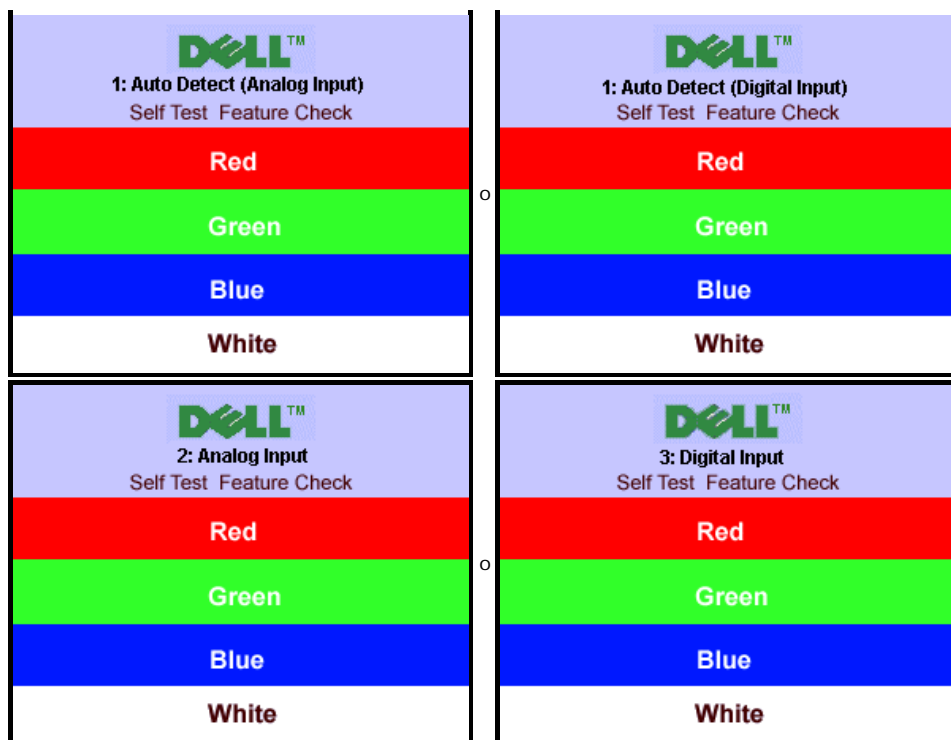 DELL™
1: Auto Detect (Analog Input)
Self Test Feature Check
Red
Green
Blue
White
o
DELL™
1: Auto Detect (Digital Input)
Self Test Feature Check
Red
Green
Blue
White
DELL™
2: Analog Input
Self Test Feature Check
Red
Green
Blue
White
o
DELL™
3: Digital Input
Self Test Feature Check
Red
Green
Blue
White